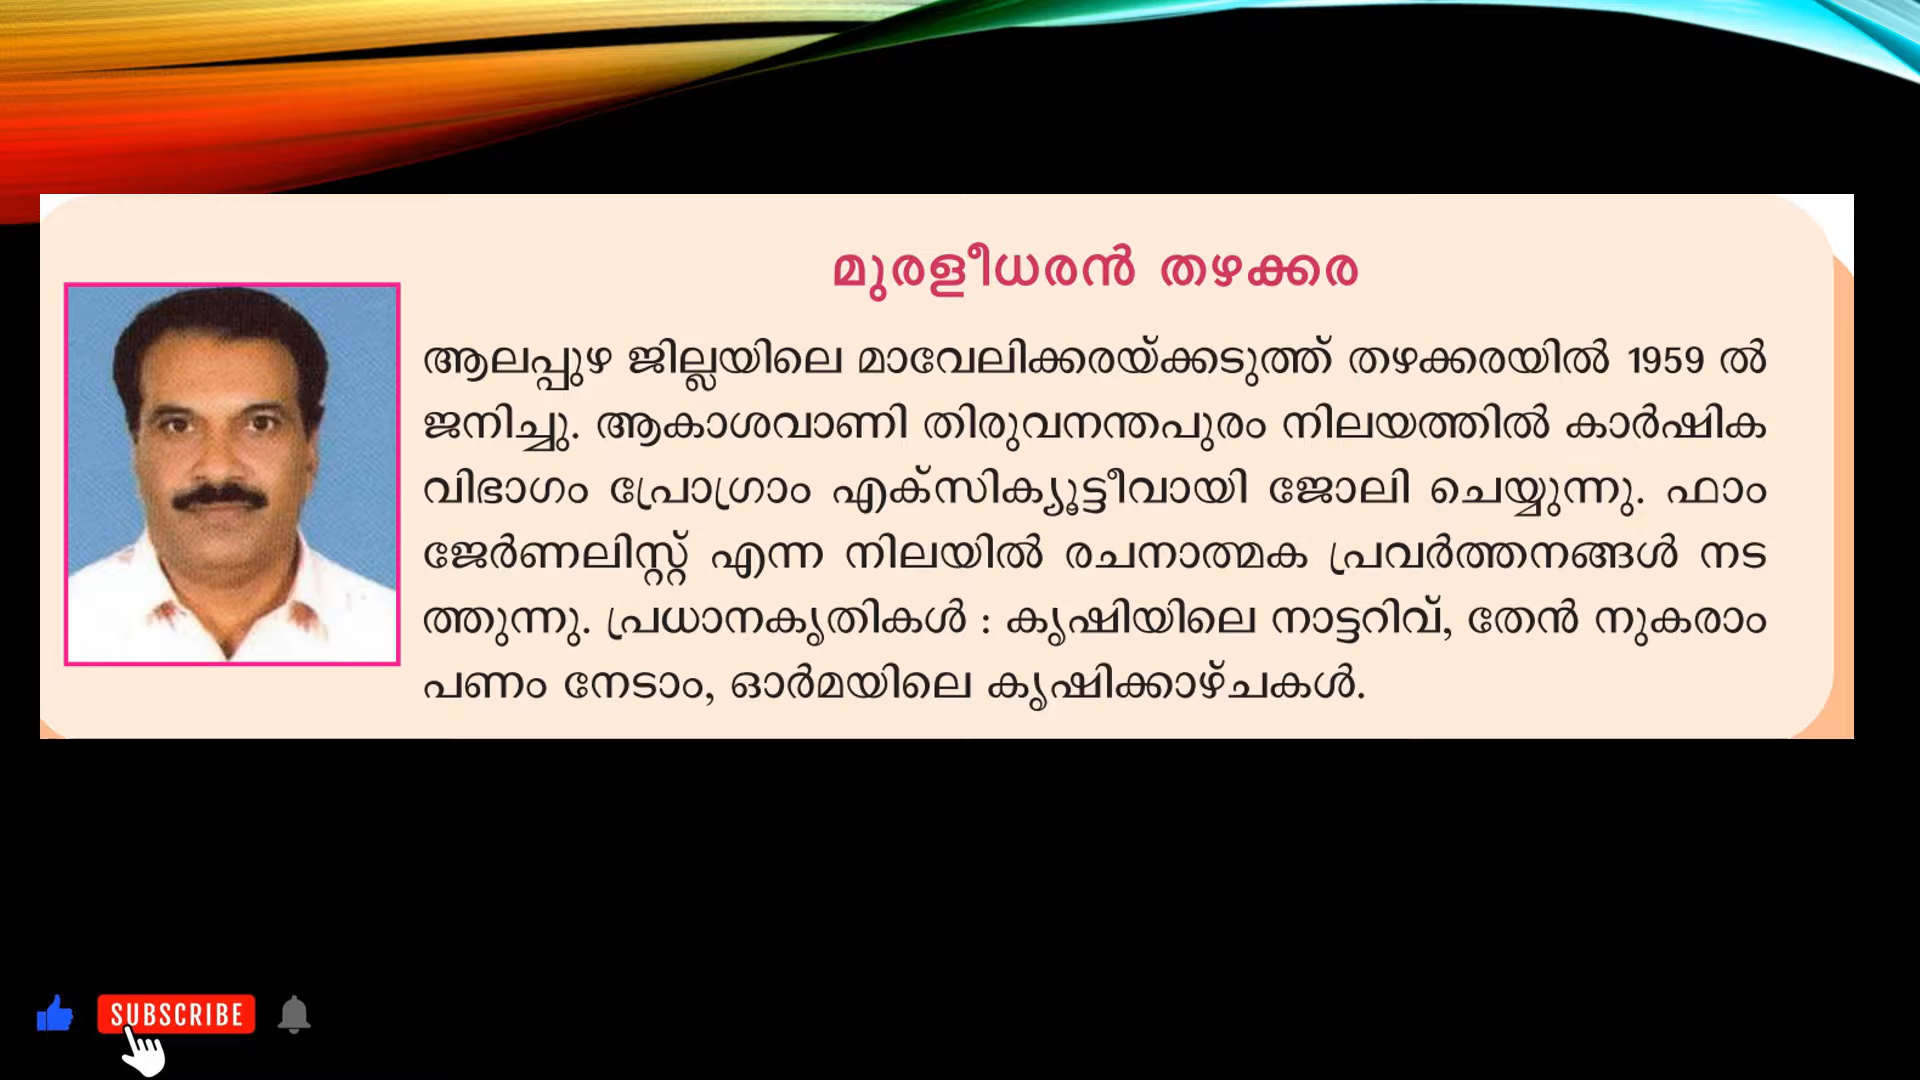 മുരളീധരൻ തഴക്കര
ആലപ്പുഴ ജില്ലയിലെ മാവേലിക്കരയ്ക്കടുത്ത് തഴക്കരയിൽ 1959 ൽ
ജനിച്ചു. ആകാശവാണി തിരുവനന്തപുരം നിലയത്തിൽ കാർഷിക
വിഭാഗം പ്രോഗ്രാം എക്സിക്യൂട്ടീവായി ജോലി ചെയ്യുന്നു. ഫാം
ജേർണലിസ്റ്റ് എന്ന നിലയിൽ രചനാത്മക പ്രവർത്തനങ്ങൾ നട
ത്തുന്നു. പ്രധാനകൃതികൾ : കൃഷിയിലെ നാട്ടറിവ്, തേൻ നുകരാം
പണം നേടാം, ഓർമയിലെ കൃഷിക്കാഴ്ചകൾ.
SUBSCRIBE